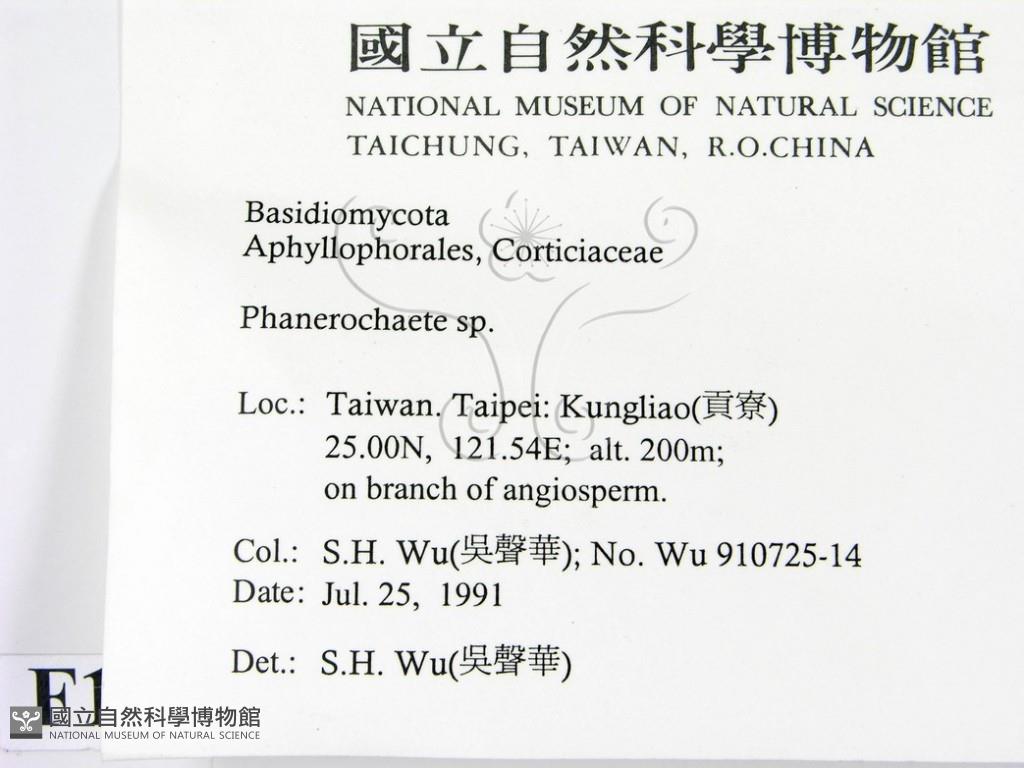 國立自然科學博物館
NATIONAL MUSEUM OF NATURAL SCIENCE
TAICHUNG, TAIWAN, R.O.CHINA
Basidiomycota
Aphyllophorales, Corticiaceae
Phanerochaete sp.
Loc.: Taiwan. Taipei: Kungliao(貢寮)
25.00N, 121.54E; alt. 200m;
on branch of angiosperm.
Col.: S.H. Wu(吳聲華); No. Wu 910725-14
Date: Jul. 25, 1991
Det.: S.H. Wu(吳聲華)
F1
國立自然科學博物館
NATIONAL MUSEUM OF NATURAL SCIENCE